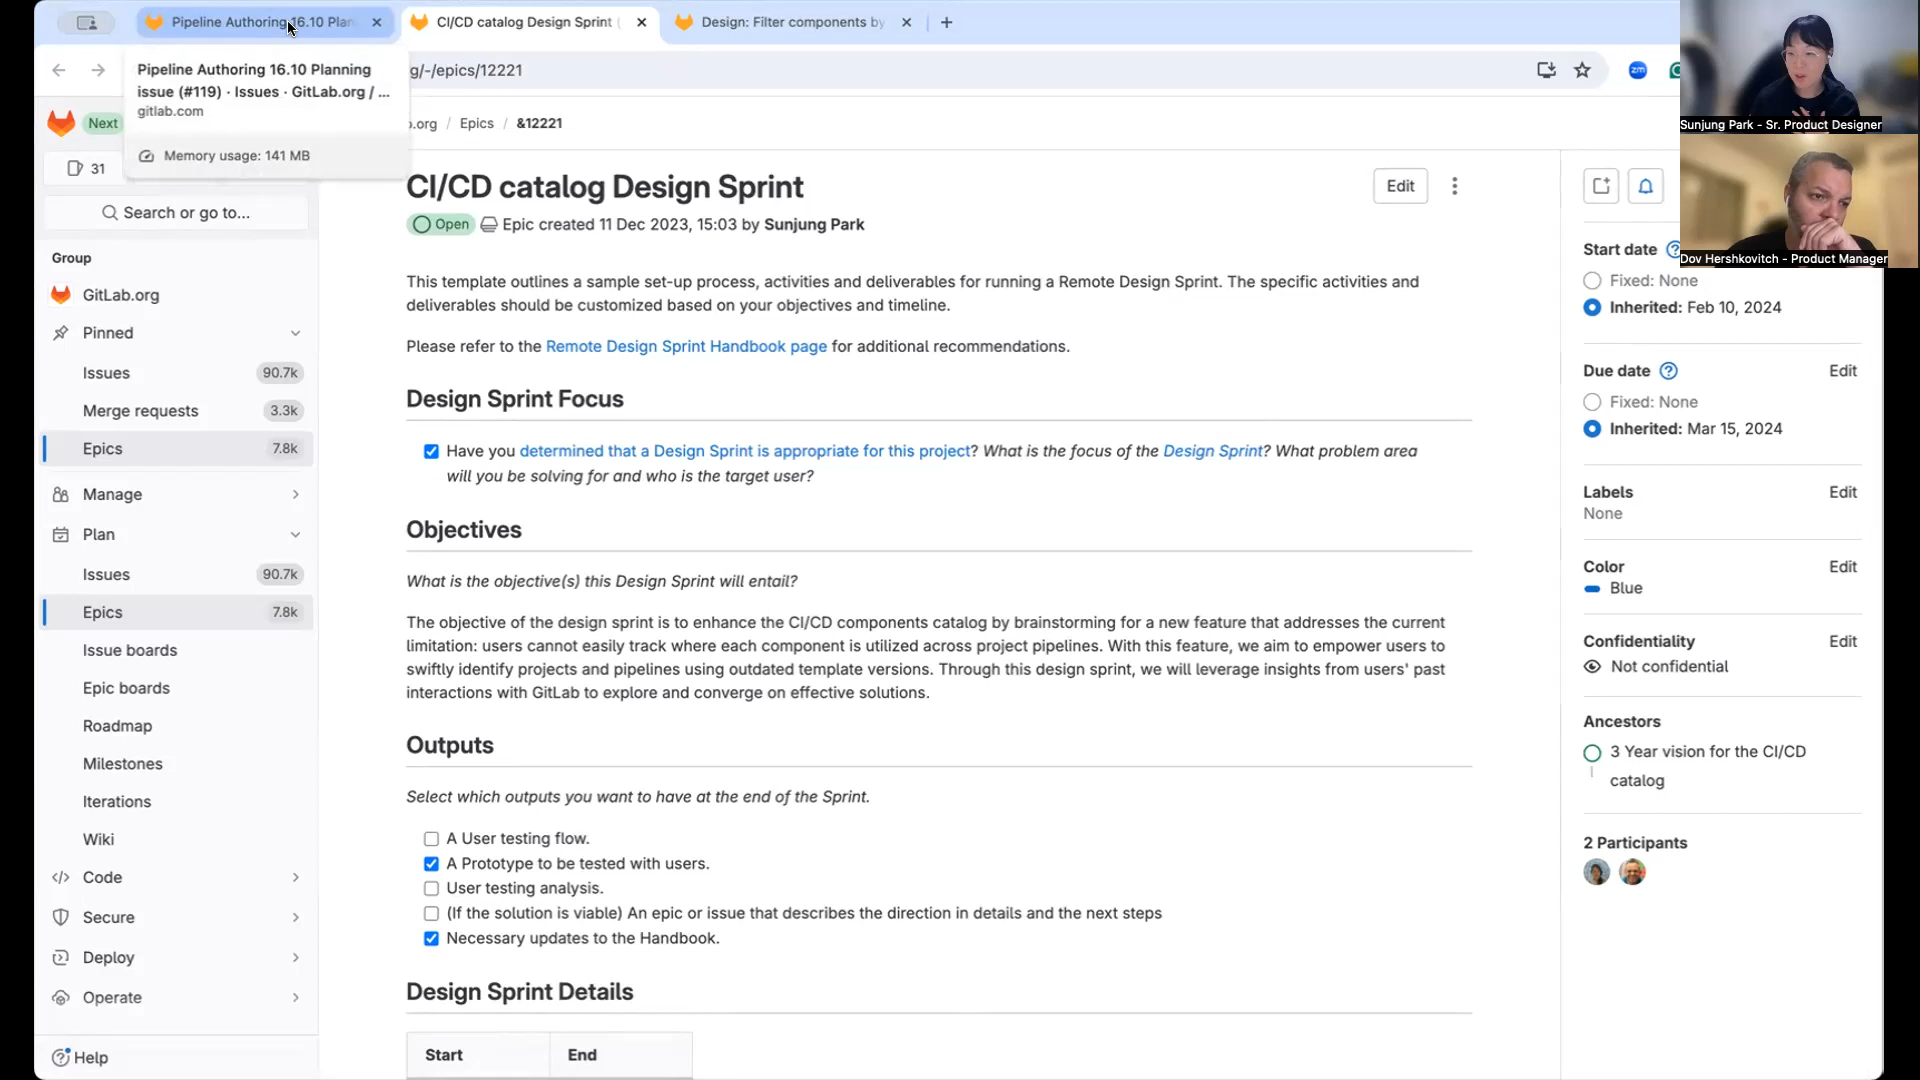 Pipeline Authoring 16.10 Plan
CI/CD catalog Design Sprint (
Design: Filter components by
Pipeline Authoring 16.10 Planning
issue (#119) · Issues · GitLab.org / ...
gitlab.com
Memory usage: 141 MB
g/-/epics/12221
zm
Sunjung Park - Sr. Product Designer
Dov Hershkovitch - Product Manager
Next
31
Search or go to...
Group
GitLab.org
Pinned
Issues 90.7k
Merge requests 3.3k
Epics 7.8k
Manage
Plan
Issues 90.7k
Epics 7.8k
Issue boards
Epic boards
Roadmap
Milestones
Iterations
Wiki
Code
Secure
Deploy
Operate
Help
.org / Epics / &12221
CI/CD catalog Design Sprint
Edit
Open Epic created 11 Dec 2023, 15:03 by Sunjung Park
This template outlines a sample set-up process, activities and deliverables for running a Remote Design Sprint. The specific activities and
deliverables should be customized based on your objectives and timeline.
Please refer to the Remote Design Sprint Handbook page for additional recommendations.
Design Sprint Focus
Have you determined that a Design Sprint is appropriate for this project? What is the focus of the Design Sprint? What problem area
will you be solving for and who is the target user?
Objectives
What is the objective(s) this Design Sprint will entail?
The objective of the design sprint is to enhance the CI/CD components catalog by brainstorming for a new feature that addresses the current
limitation: users cannot easily track where each component is utilized across project pipelines. With this feature, we aim to empower users to
swiftly identify projects and pipelines using outdated template versions. Through this design sprint, we will leverage insights from users' past
interactions with GitLab to explore and converge on effective solutions.
Outputs
Select which outputs you want to have at the end of the Sprint.
A User testing flow.
A Prototype to be tested with users.
User testing analysis.
(If the solution is viable) An epic or issue that describes the direction in details and the next steps
Necessary updates to the Handbook.
Design Sprint Details
Start End
Start date
Fixed: None
Inherited: Feb 10, 2024
Due date Edit
Fixed: None
Inherited: Mar 15, 2024
Labels Edit
None
Color Edit
Blue
Confidentiality Edit
Not confidential
Ancestors
3 Year vision for the CI/CD
catalog
2 Participants